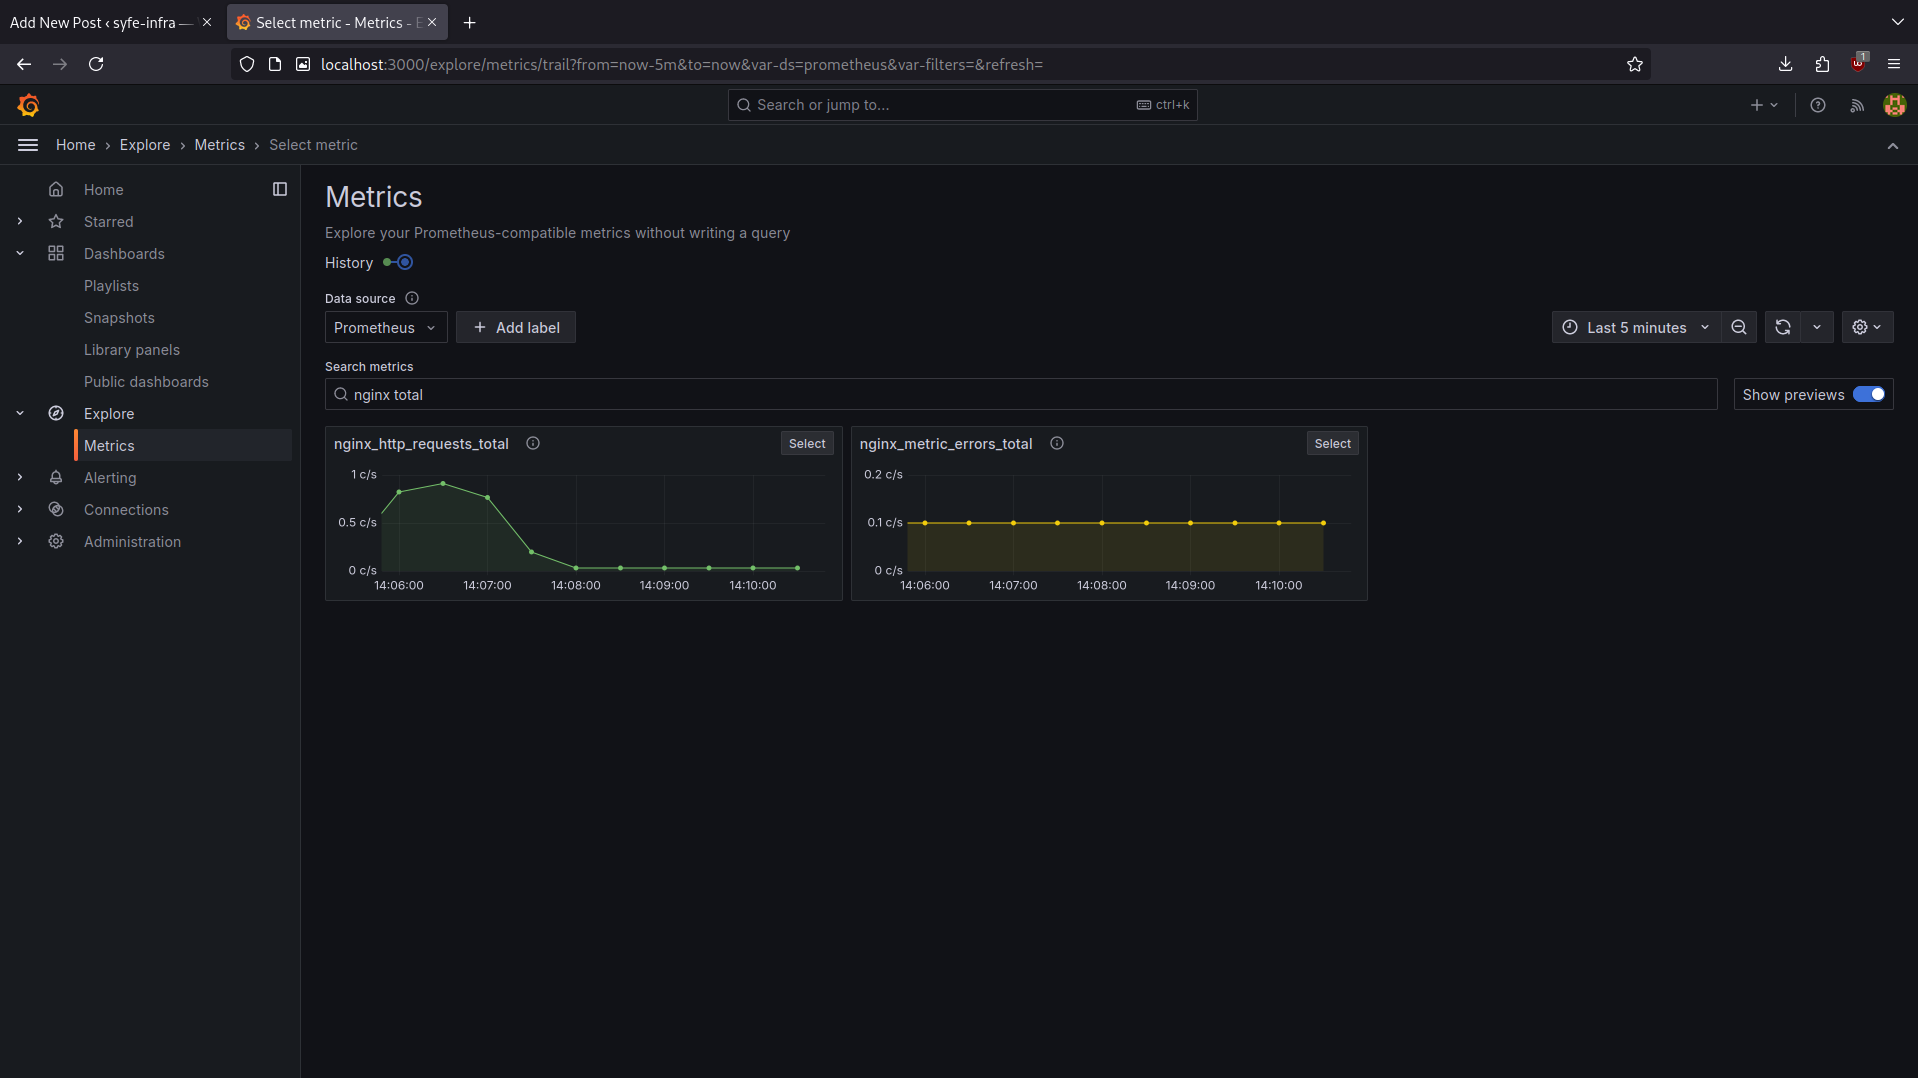 Add New Post ‹ syfe-infra —
Select metric - Metrics -
localhost:3000/explore/metrics/trail?from=now-5m&to=now&var-ds=prometheus&var-filters=&refresh=
1
Search or jump to...
ctrl+k
Home › Explore › Metrics › Select metric
Home
Starred
Dashboards
Playlists
Snapshots
Library panels
Public dashboards
Explore
Metrics
Alerting
Connections
Administration
Metrics
Explore your Prometheus-compatible metrics without writing a query
History
Data source
Prometheus
Add label
Last 5 minutes
Search metrics
nginx total
Show previews
nginx_http_requests_total
Select
1 c/s
0.5 c/s
0 c/s
14:06:00 14:07:00 14:08:00 14:09:00 14:10:00
nginx_metric_errors_total
Select
0.2 c/s
0.1 c/s
0 c/s
14:06:00 14:07:00 14:08:00 14:09:00 14:10:00